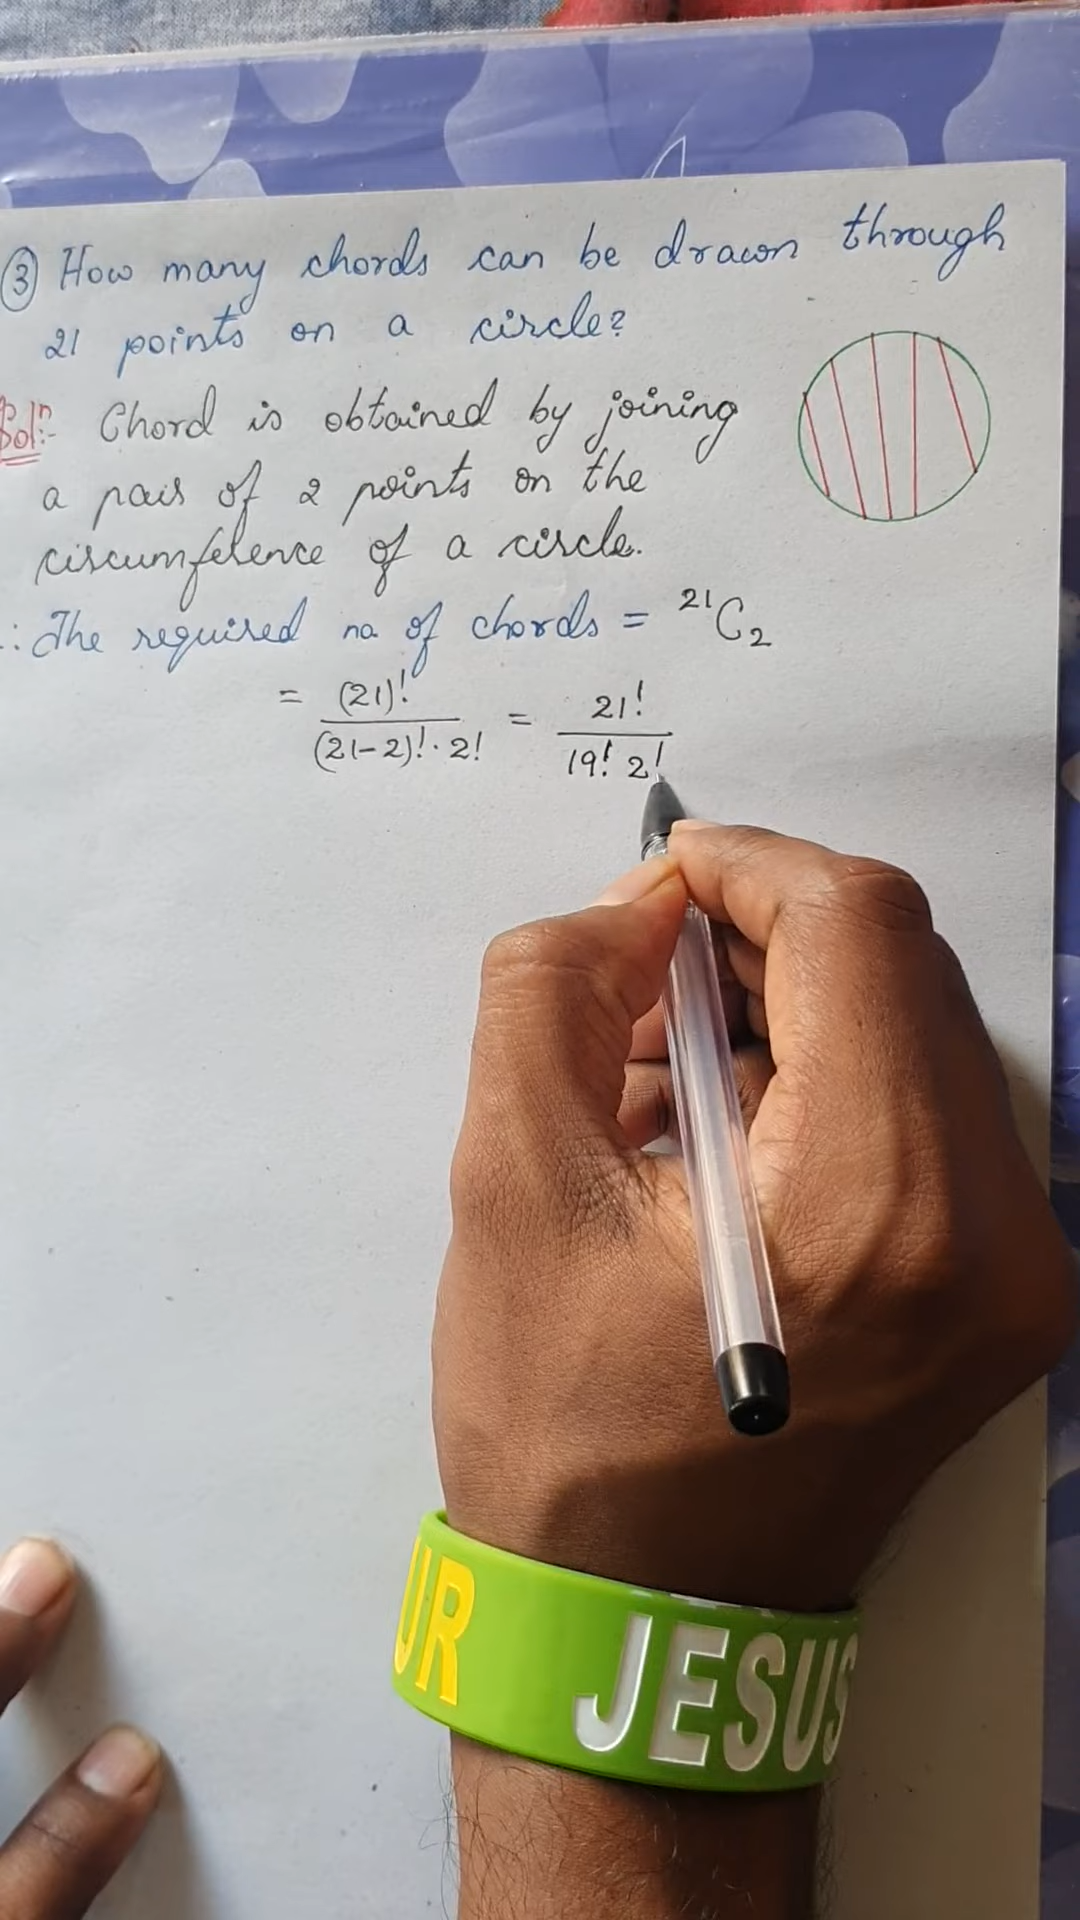 ③ How many chords can be drawn through
21 points on a circle?
Solⁿ:- Chord is obtained by joining
a pair of 2 points on the
circumference of a circle.
∴ The required no of chords = ²¹C₂
= (21)! / (21-2)! · 2! = 21! / 19! 2!
UR JESUS